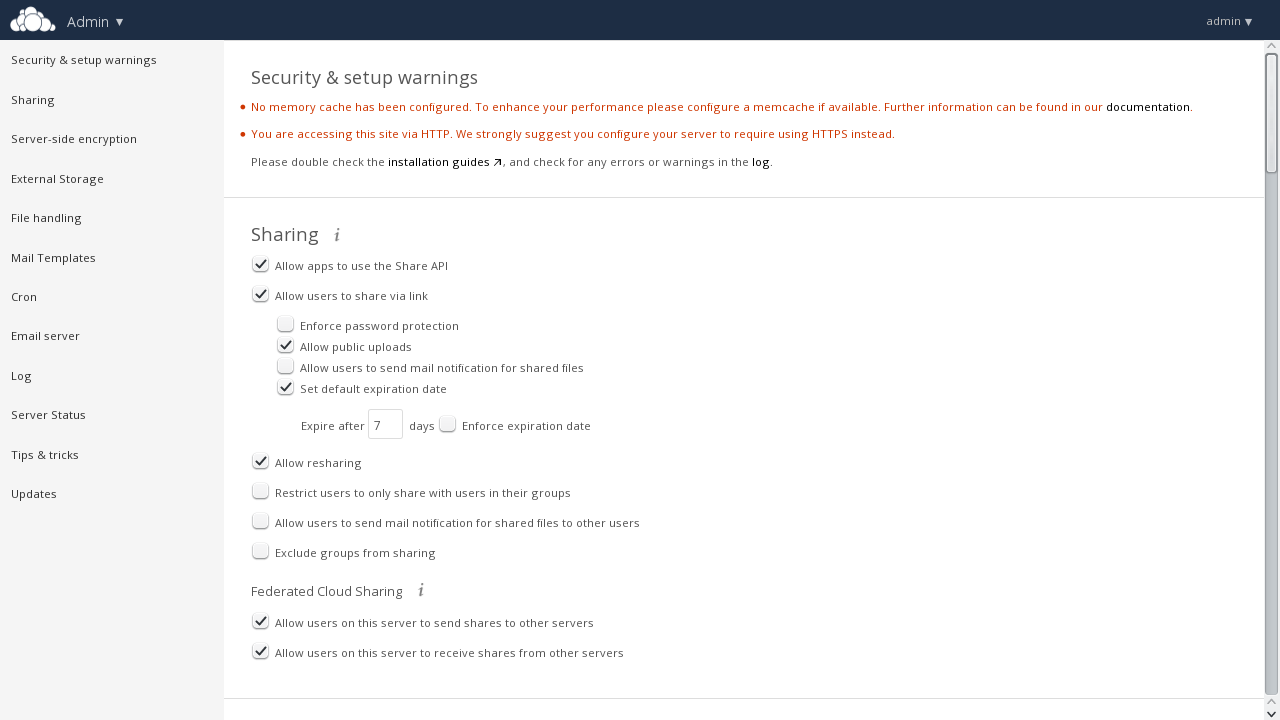 Admin ▼
admin ▼
Security & setup warnings
Sharing
Server-side encryption
External Storage
File handling
Mail Templates
Cron
Email server
Log
Server Status
Tips & tricks
Updates
Security & setup warnings
No memory cache has been configured. To enhance your performance please configure a memcache if available. Further information can be found in our documentation.
You are accessing this site via HTTP. We strongly suggest you configure your server to require using HTTPS instead.
Please double check the installation guides ↗, and check for any errors or warnings in the log.
Sharing i
Allow apps to use the Share API
Allow users to share via link
Enforce password protection
Allow public uploads
Allow users to send mail notification for shared files
Set default expiration date
Expire after 7 days Enforce expiration date
Allow resharing
Restrict users to only share with users in their groups
Allow users to send mail notification for shared files to other users
Exclude groups from sharing
Federated Cloud Sharing i
Allow users on this server to send shares to other servers
Allow users on this server to receive shares from other servers